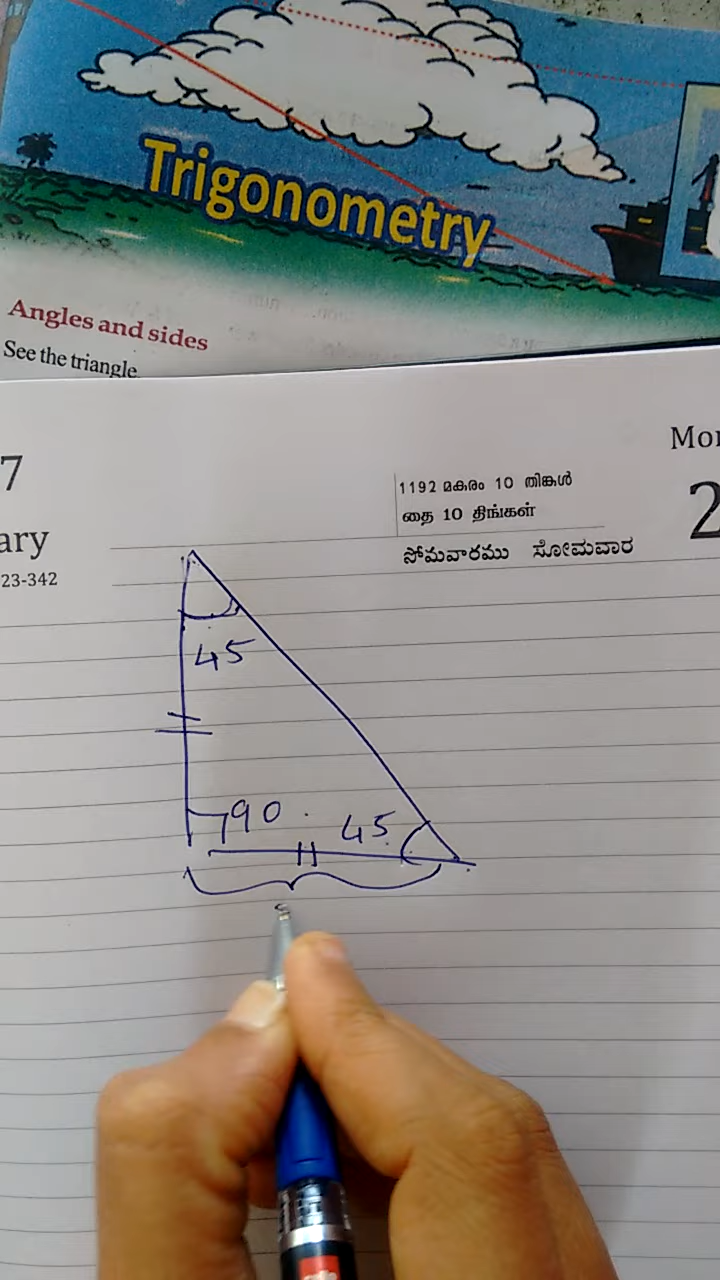 Trigonometry
Angles and sides
See the triangle
7
ary
23-342
1192 മകരം 10 തിങ്കൾ
தை 10 திங்கள்
సోమవారము ಸೋಮವಾರ
Mon
2
45
90
45